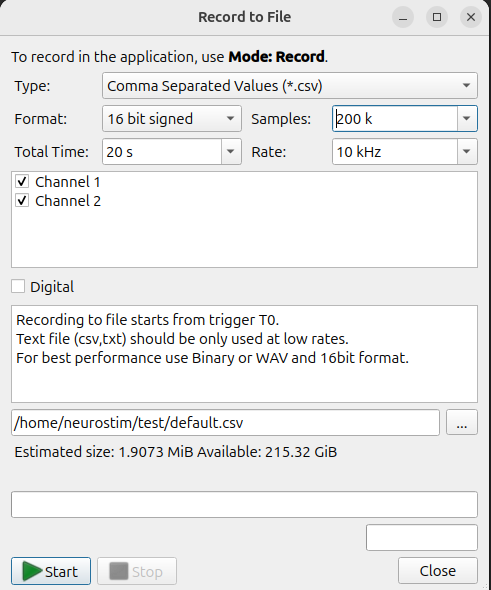 Record to File
To record in the application, use Mode: Record.
Type: Comma Separated Values (*.csv)
Format: 16 bit signed Samples: 200 k
Total Time: 20 s Rate: 10 kHz
Channel 1
Channel 2
Digital
Recording to file starts from trigger T0.
Text file (csv,txt) should be only used at low rates.
For best performance use Binary or WAV and 16bit format.
/home/neurostim/test/default.csv ...
Estimated size: 1.9073 MiB Available: 215.32 GiB
Start Stop Close